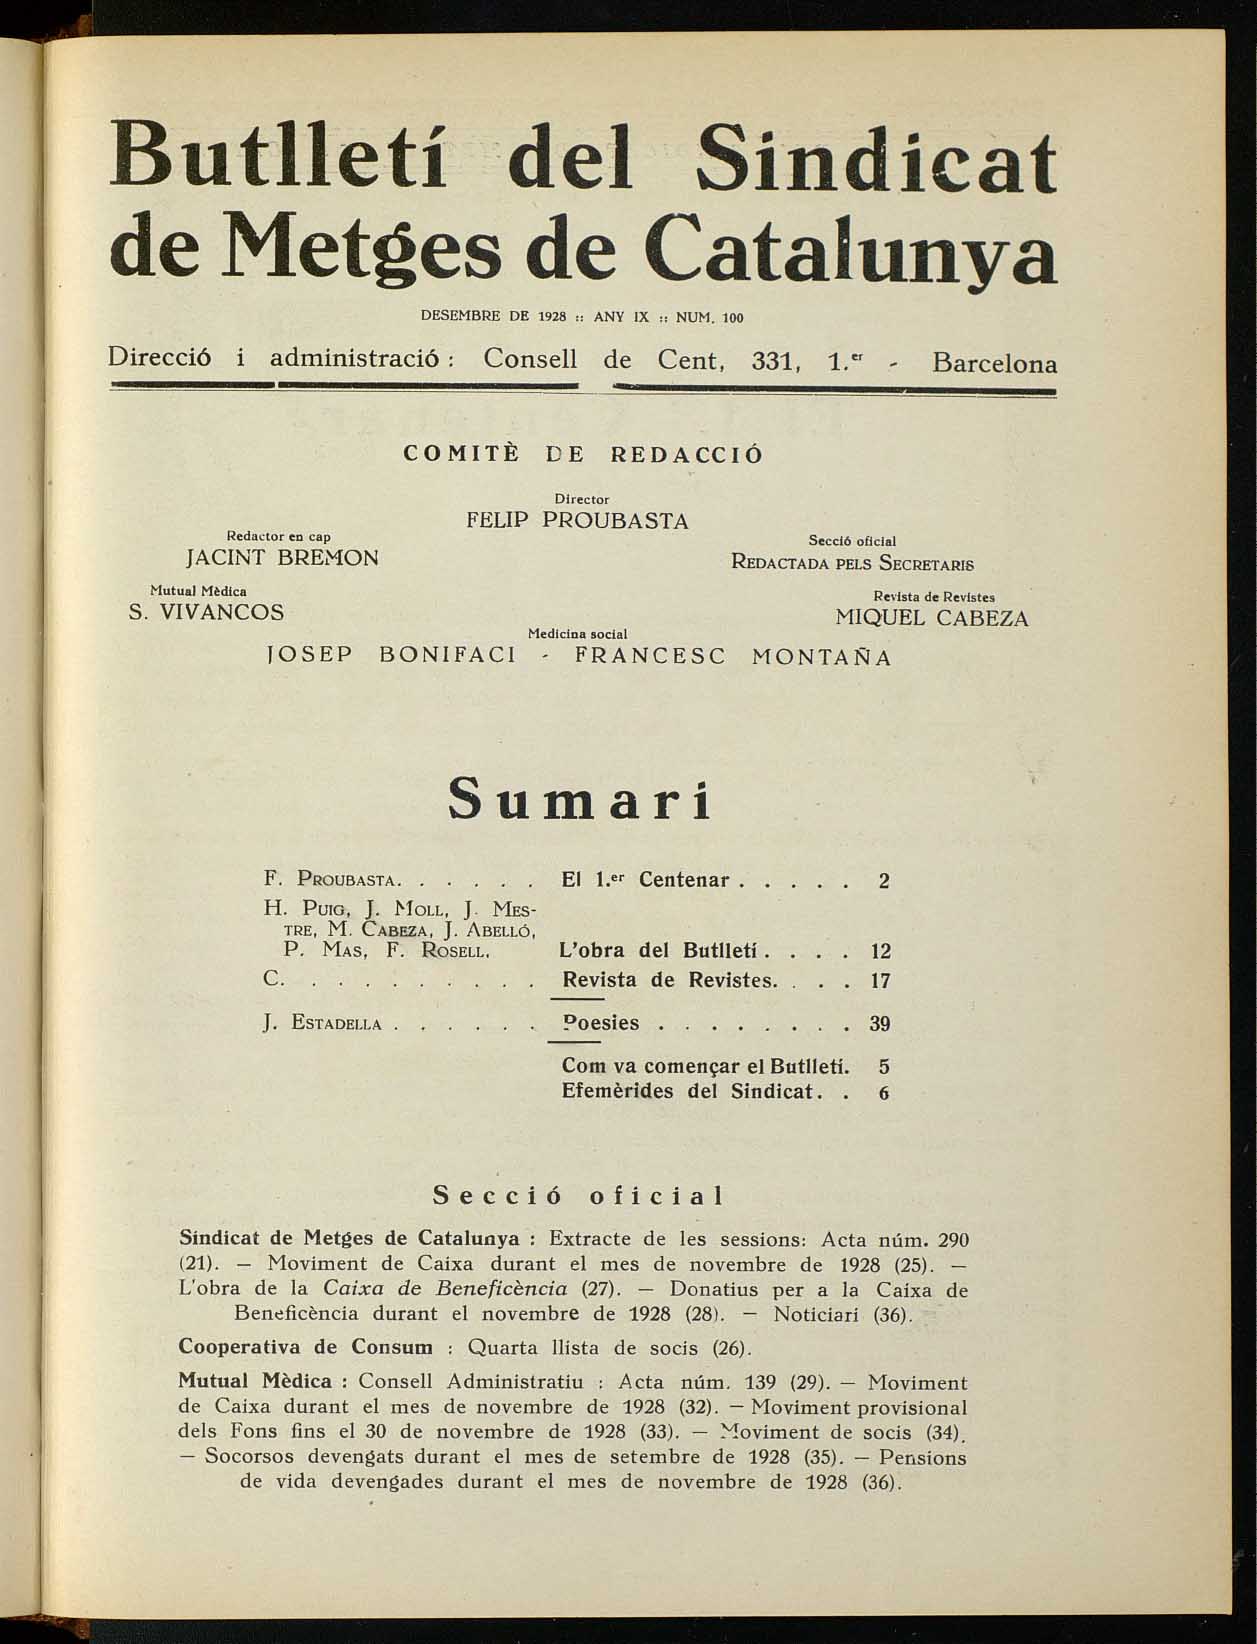 Butlletí del Sindicat
de Metges de Catalunya
DESEMBRE DE 1928 :: ANY IX :: NUM. 100
Direcció i administració : Consell de Cent, 331, 1.er - Barcelona
COMITÈ DE REDACCIÓ
Director
FELIP PROUBASTA
Redactor en cap
JACINT BREMON
Secció oficial
REDACTADA PELS SECRETARIS
Mutual Mèdica
S. VIVANCOS
Revista de Revistes
MIQUEL CABEZA
Medicina social
JOSEP BONIFACI - FRANCESC MONTAÑA
Sumari
F. PROUBASTA. . . . . . El 1.er Centenar . . . . . 2
H. PUIG, J. MOLL, J. MES-
TRE, M. CABEZA, J. ABELLÓ,
P. MAS, F. ROSELL. L'obra del Butlletí . . . . 12
C. . . . . . . . . . . Revista de Revistes. . . . 17
J. ESTADELLA . . . . . . Poesies . . . . . . . . 39
Com va començar el Butlletí. 5
Efemèrides del Sindicat. . 6
Secció oficial
Sindicat de Metges de Catalunya : Extracte de les sessions: Acta núm. 290
(21). — Moviment de Caixa durant el mes de novembre de 1928 (25). —
L'obra de la Caixa de Beneficència (27). — Donatius per a la Caixa de
Beneficència durant el novembre de 1928 (28). — Noticiari (36).
Cooperativa de Consum : Quarta llista de socis (26).
Mutual Mèdica : Consell Administratiu : Acta núm. 139 (29). — Moviment
de Caixa durant el mes de novembre de 1928 (32). — Moviment provisional
dels Fons fins el 30 de novembre de 1928 (33). — Moviment de socis (34).
— Socorsos devengats durant el mes de setembre de 1928 (35). — Pensions
de vida devengades durant el mes de novembre de 1928 (36).